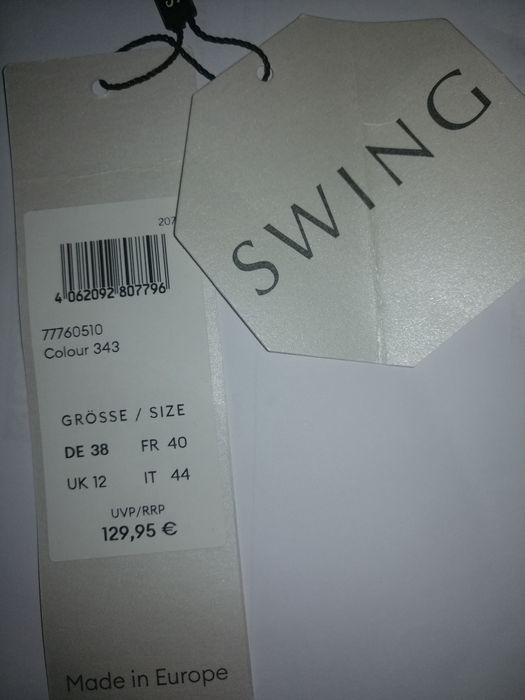 SWING
207
4 062092 807796
77760510
Colour 343
GRÖSSE / SIZE
DE 38 FR 40
UK 12 IT 44
UVP/RRP
129,95 €
Made in Europe